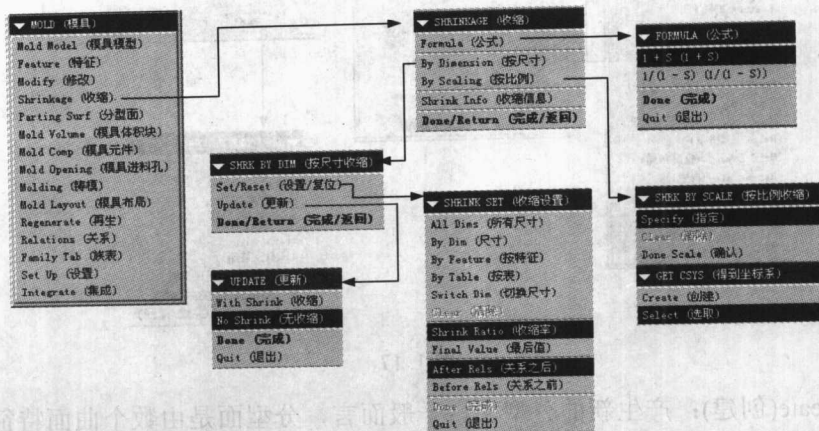 ▼ MOLD (模具)
Mold Model (模具模型)
Feature (特征)
Modify (修改)
Shrinkage (收缩)
Parting Surf (分型面)
Mold Volume (模具体积块)
Mold Comp (模具元件)
Mold Opening (模具进料孔)
Molding (铸模)
Mold Layout (模具布局)
Regenerate (再生)
Relations (关系)
Family Tab (族表)
Set Up (设置)
Integrate (集成)
▼ SHRINKAGE (收缩)
Formula (公式)
By Dimension (按尺寸)
By Scaling (按比例)
Shrink Info (收缩信息)
Done/Return (完成/返回)
▼ FORMULA (公式)
1 + S (1 + S)
1/(1 - S) (1/(1 - S))
Done (完成)
Quit (退出)
▼ SHRK BY DIM (按尺寸收缩)
Set/Reset (设置/复位)
Update (更新)
Done/Return (完成/返回)
▼ UPDATE (更新)
With Shrink (收缩)
No Shrink (无收缩)
Done (完成)
Quit (退出)
▼ SHRINK SET (收缩设置)
All Dims (所有尺寸)
By Dim (尺寸)
By Feature (按特征)
By Table (按表)
Switch Dim (切换尺寸)
Clear (清除)
Shrink Ratio (收缩率)
Final Value (最后值)
After Rels (关系之后)
Before Rels (关系之前)
Done (完成)
Quit (退出)
▼ SHRK BY SCALE (按比例收缩)
Specify (指定)
Clear (清除)
Done Scale (确认)
▼ GET CSYS (得到坐标系)
Create (创建)
Select (选取)